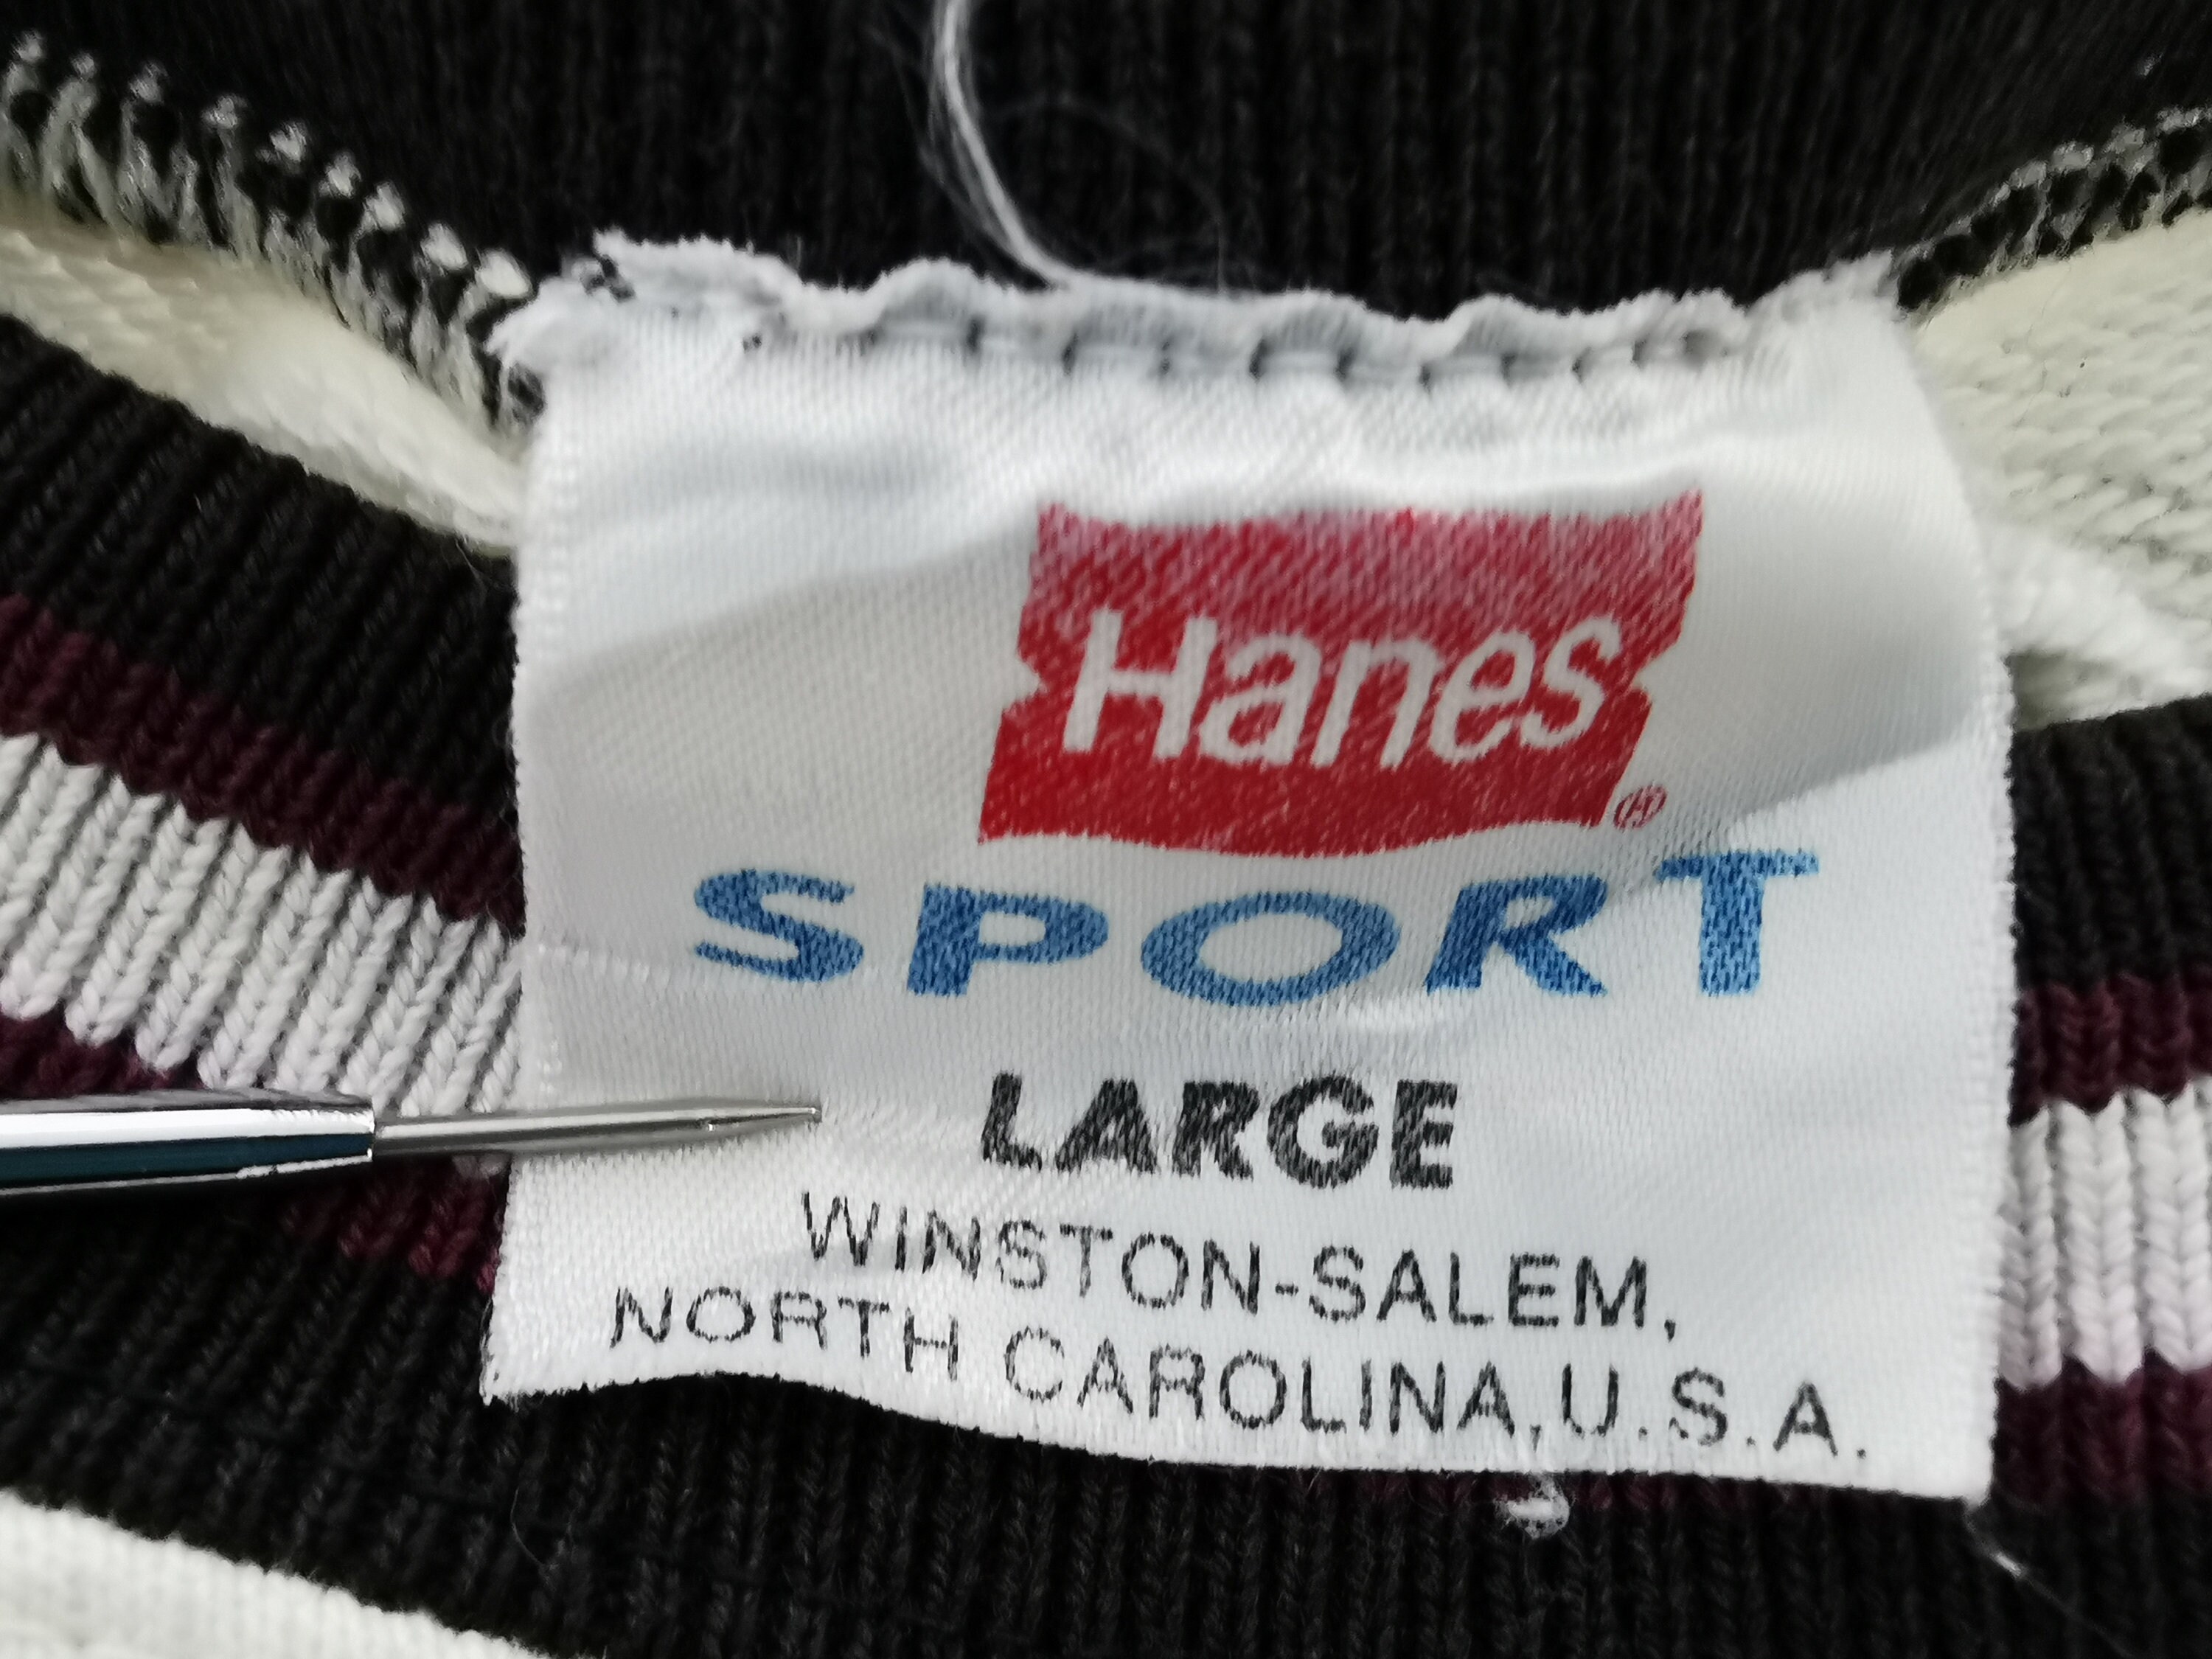 Hanes®
SPORT
LARGE
WINSTON-SALEM,
NORTH CAROLINA, U.S.A.